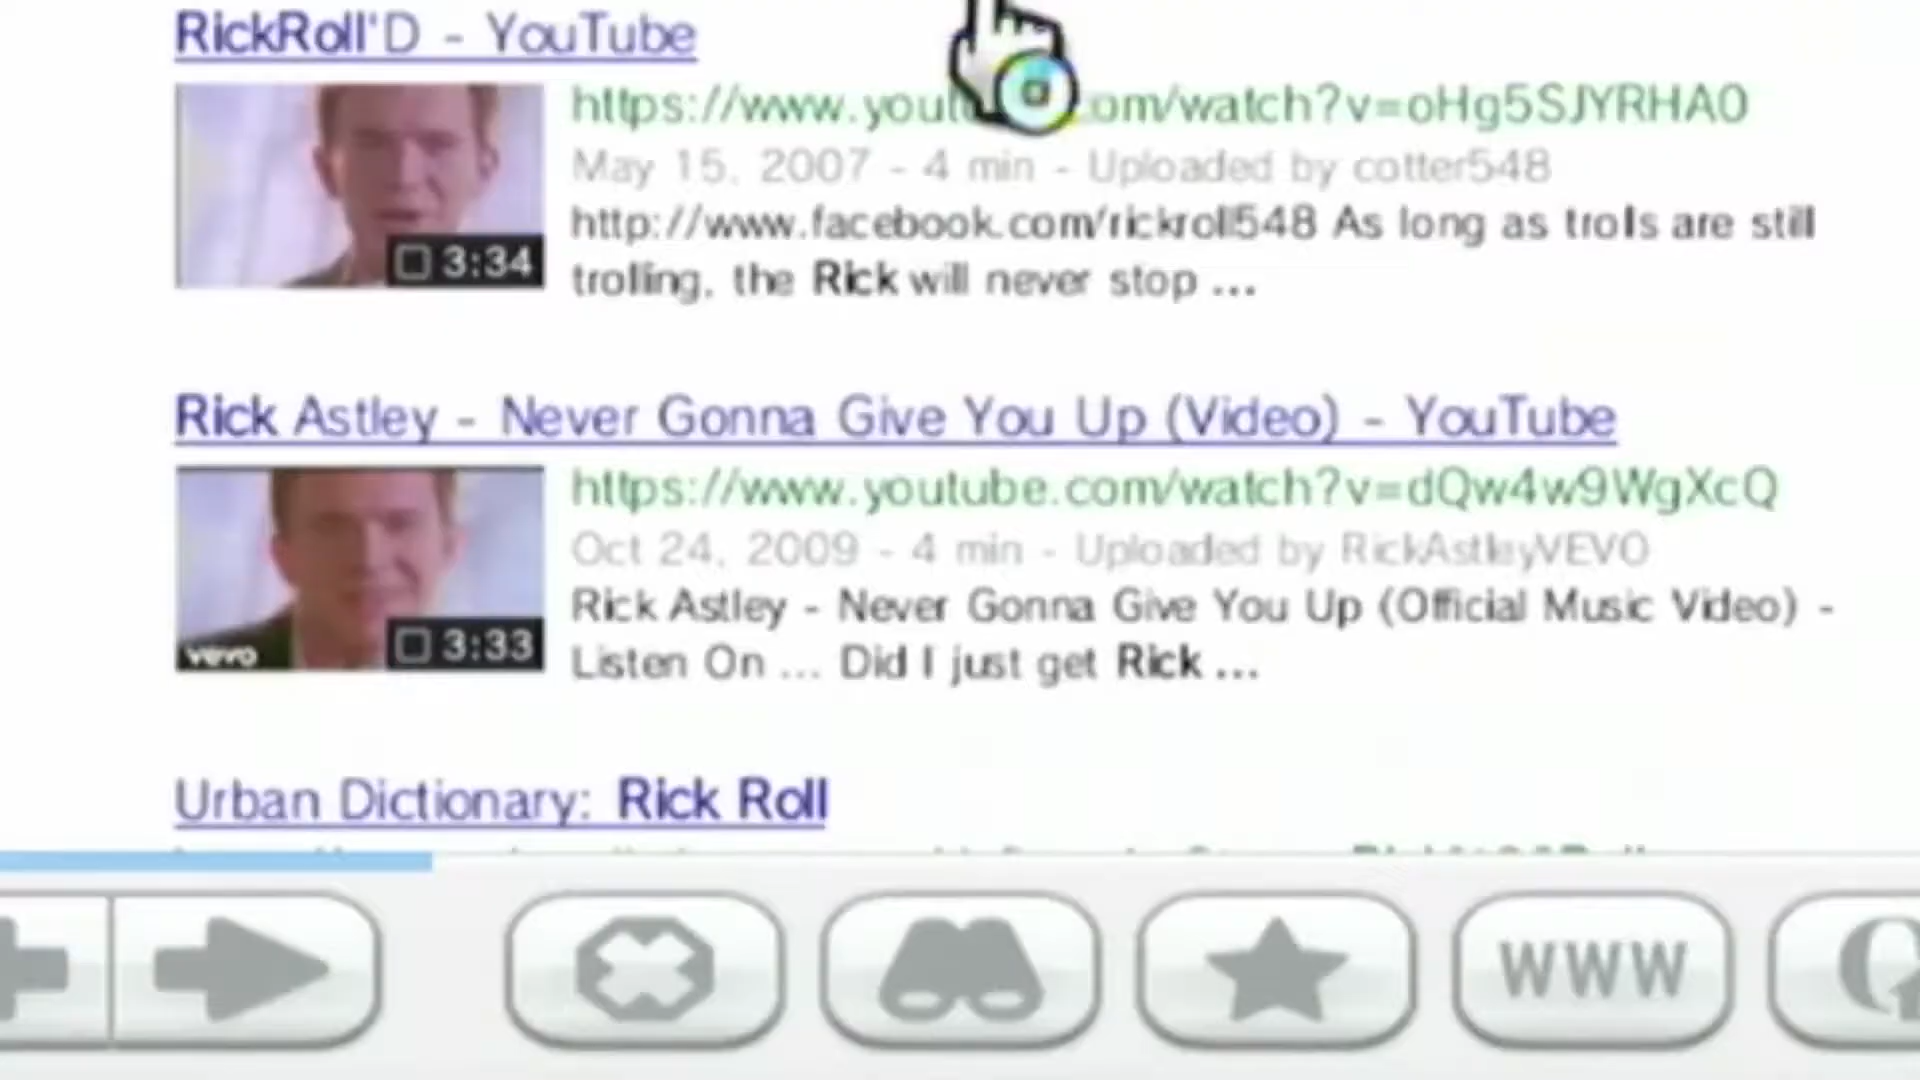 RickRoll'D - YouTube
https://www.yout om/watch?v=oHg5SJYRHA0
May 15, 2007 - 4 min - Uploaded by cotter548
http://www.facebook.com/rickroll548 As long as trolls are still
trolling, the Rick will never stop ...
3:34
Rick Astley - Never Gonna Give You Up (Video) - YouTube
https://www.youtube.com/watch?v=dQw4w9WgXcQ
Oct 24, 2009 - 4 min - Uploaded by RickAstleyVEVO
Rick Astley - Never Gonna Give You Up (Official Music Video) -
Listen On ... Did I just get Rick ...
vevo 3:33
Urban Dictionary: Rick Roll
WWW